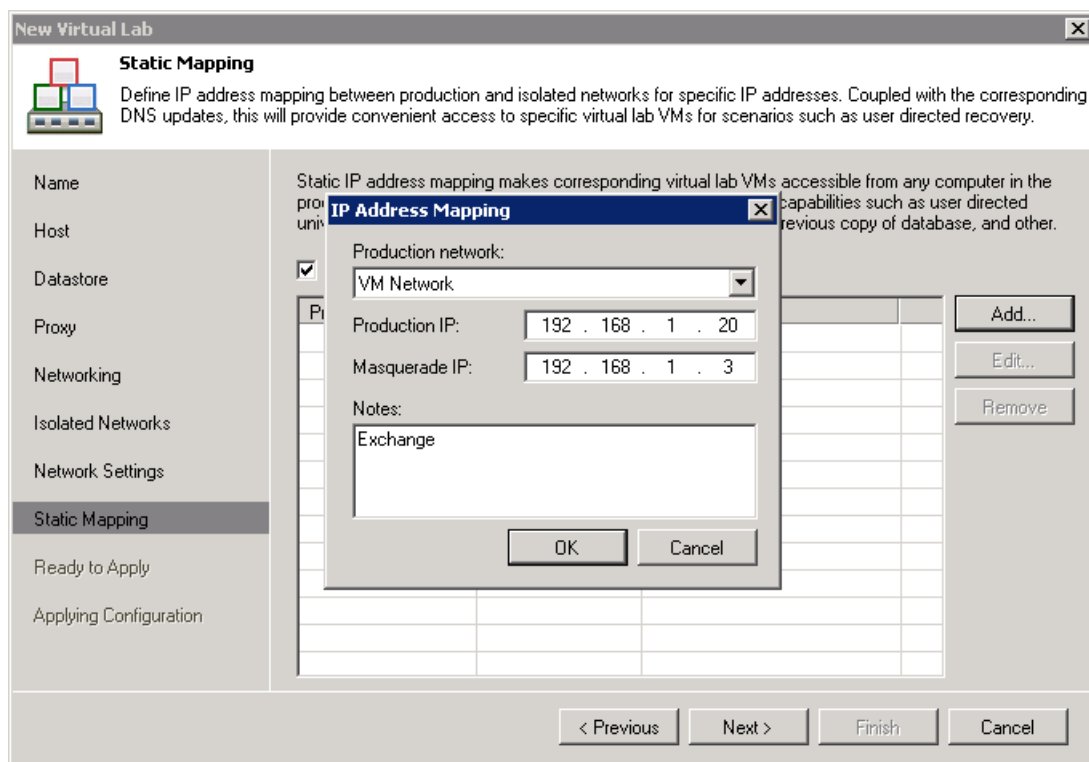 New Virtual Lab
Static Mapping
Define IP address mapping between production and isolated networks for specific IP addresses. Coupled with the corresponding
DNS updates, this will provide convenient access to specific virtual lab VMs for scenarios such as user directed recovery.
Name
Host
Datastore
Proxy
Networking
Isolated Networks
Network Settings
Static Mapping
Ready to Apply
Applying Configuration
Static IP address mapping makes corresponding virtual lab VMs accessible from any computer in the
capabilities such as user directed
revious copy of database, and other.
IP Address Mapping
Production network:
VM Network
Production IP: 192 . 168 . 1 . 20
Masquerade IP: 192 . 168 . 1 . 3
Notes:
Exchange
OK Cancel
Add...
Edit...
Remove
< Previous Next > Finish Cancel